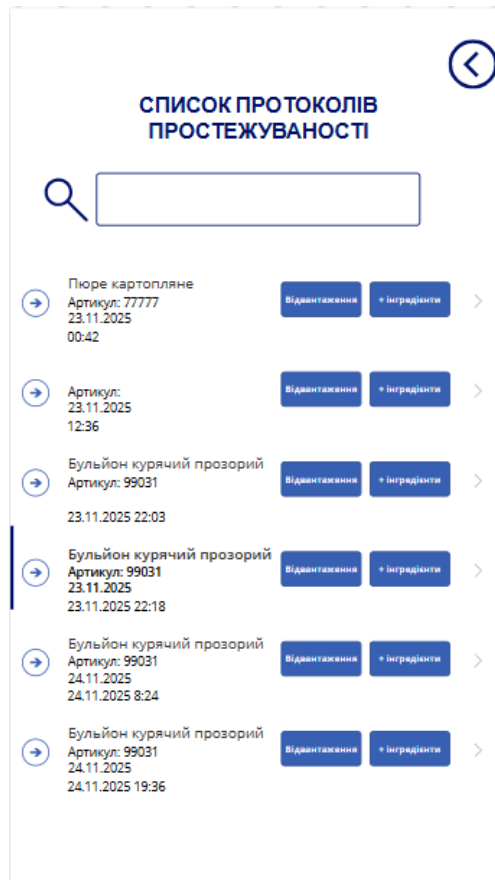 СПИСОК ПРОТОКОЛІВ
ПРОСТЕЖУВАНОСТІ
Пюре картопляне
Артикул: 77777
23.11.2025
00:42
Відвантаження
+ інгредієнти
Артикул:
23.11.2025
12:36
Відвантаження
+ інгредієнти
Бульйон курячий прозорий
Артикул: 99031
23.11.2025 22:03
Відвантаження
+ інгредієнти
Бульйон курячий прозорий
Артикул: 99031
23.11.2025
23.11.2025 22:18
Відвантаження
+ інгредієнти
Бульйон курячий прозорий
Артикул: 99031
24.11.2025
24.11.2025 8:24
Відвантаження
+ інгредієнти
Бульйон курячий прозорий
Артикул: 99031
24.11.2025
24.11.2025 19:36
Відвантаження
+ інгредієнти